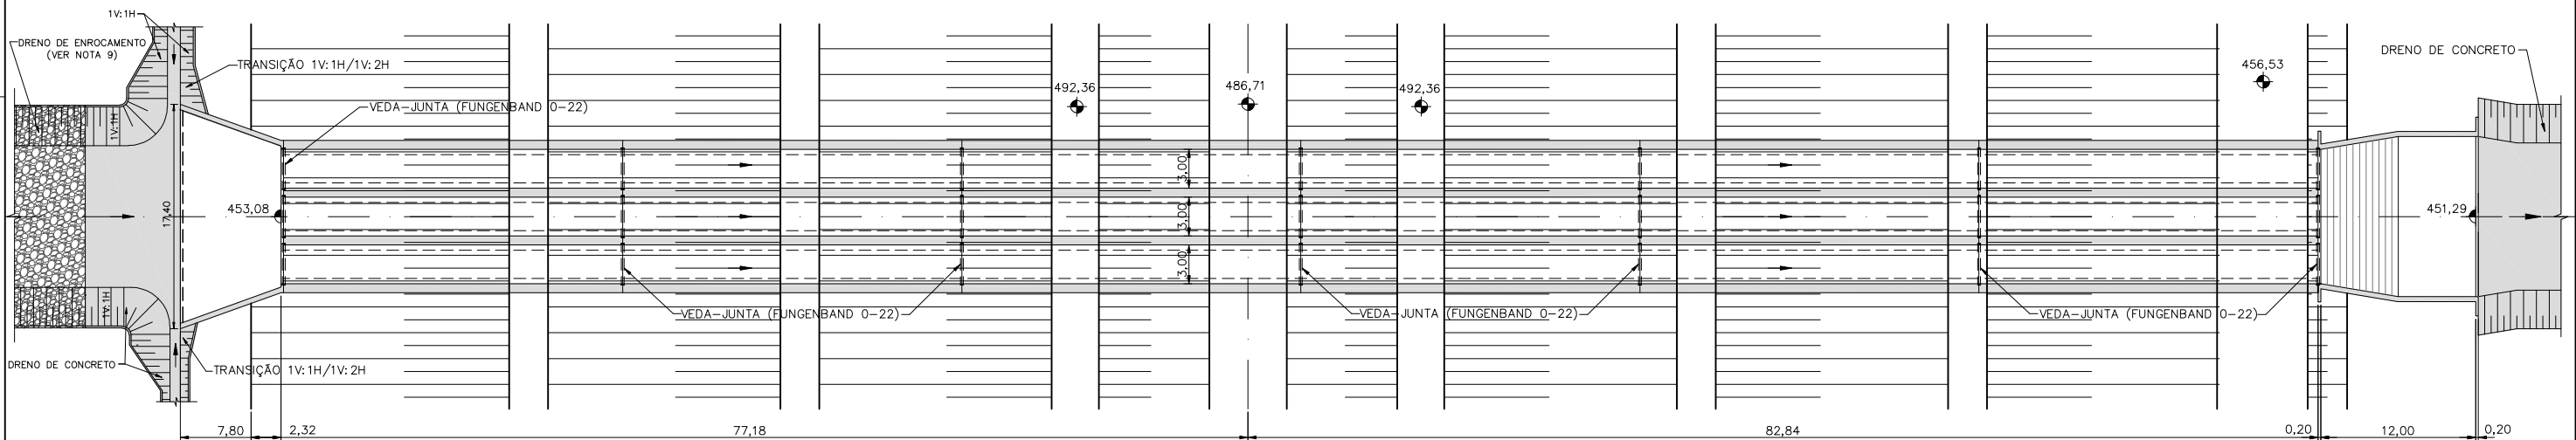 1V:1H
DRENO DE ENROCAMENTO
(VER NOTA 9)
TRANSIÇÃO 1V:1H/1V:2H
VEDA-JUNTA (FUNGENBAND O-22)
492,36
486,71
492,36
456,53
DRENO DE CONCRETO
1V:1H
3,00
17,40
453,08
3,00
451,29
3,00
1V:1H
VEDA-JUNTA (FUNGENBAND O-22)
VEDA-JUNTA (FUNGENBAND O-22)
VEDA-JUNTA (FUNGENBAND O-22)
DRENO DE CONCRETO
TRANSIÇÃO 1V:1H/1V:2H
7,80
2,32
77,18
82,84
0,20
12,00
0,20